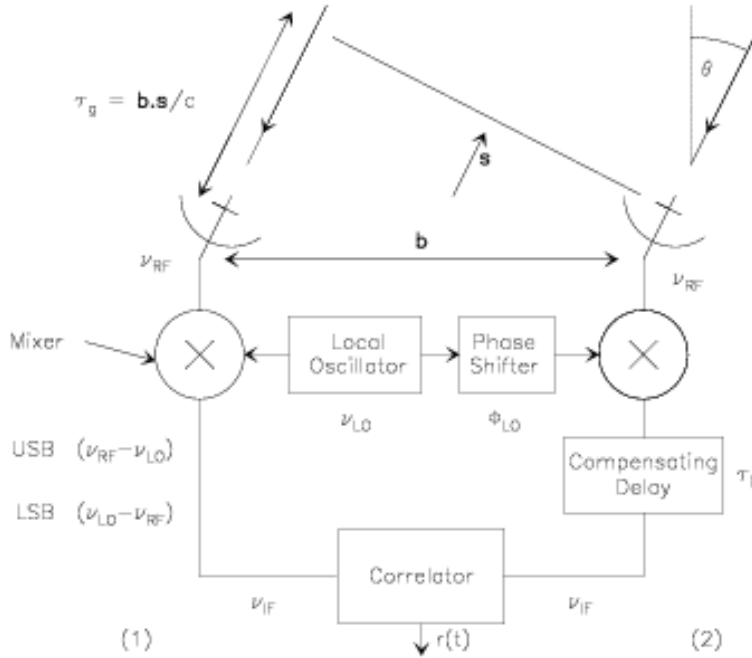 θ
τg = b.s/c
s
b
νRF
νRF
Mixer
Local
Oscillator
Phase
Shifter
νLO
ΦLO
USB (νRF−νLO)
Compensating
Delay
LSB (νLO−νRF)
Correlator
νIF
νIF
(1)
r(t)
(2)